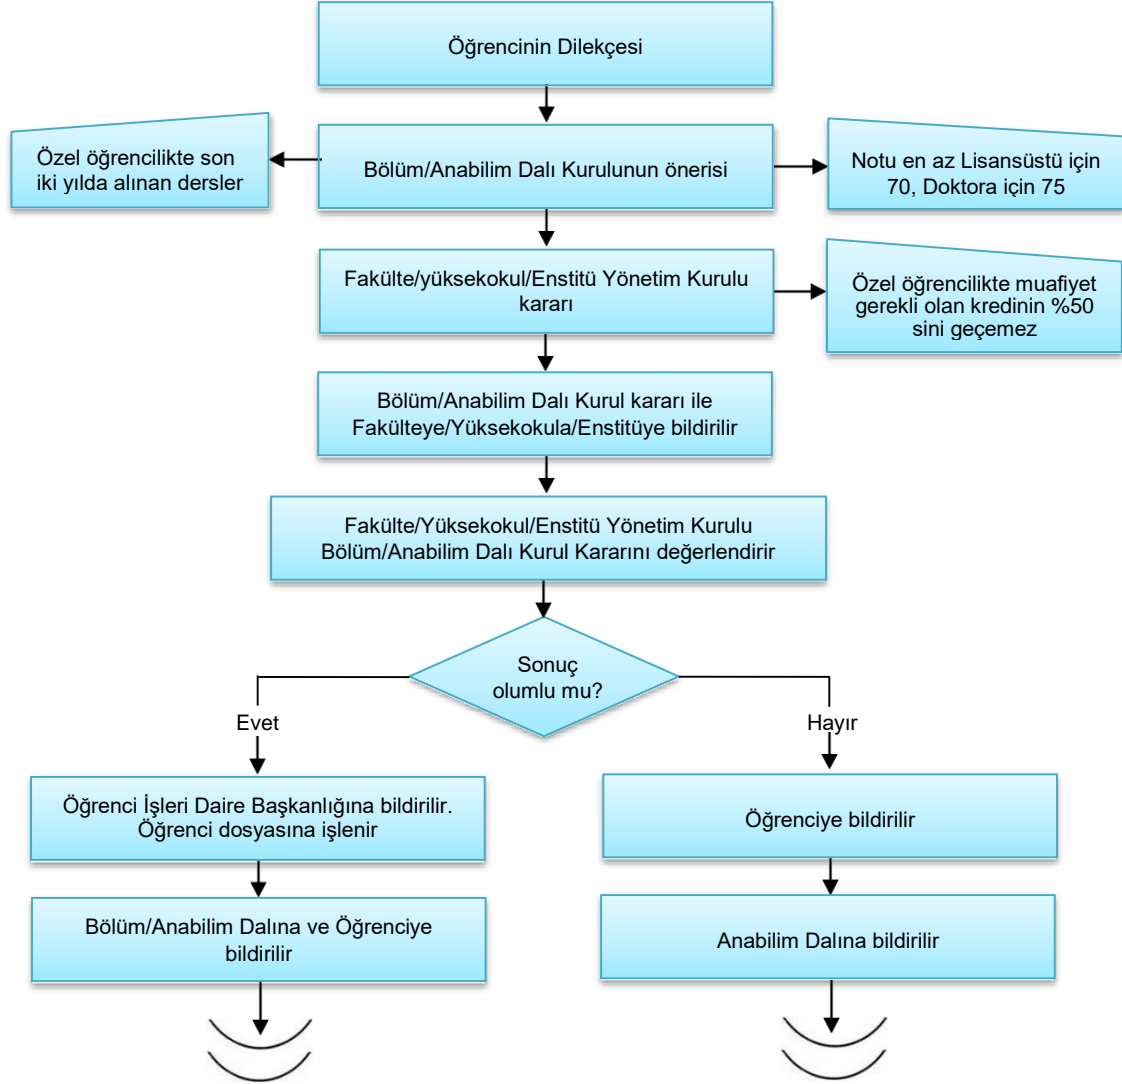 Öğrencinin Dilekçesi
Özel öğrencilikte son
iki yılda alınan dersler
Bölüm/Anabilim Dalı Kurulunun önerisi
Notu en az Lisansüstü için
70, Doktora için 75
Fakülte/yüksekokul/Enstitü Yönetim Kurulu
kararı
Özel öğrencilikte muafiyet
gerekli olan kredinin %50
sini geçemez
Bölüm/Anabilim Dalı Kurul kararı ile
Fakülteye/Yüksekokula/Enstitüye bildirilir
Fakülte/Yüksekokul/Enstitü Yönetim Kurulu
Bölüm/Anabilim Dalı Kurul Kararını değerlendirir
Sonuç
olumlu mu?
Evet
Hayır
Öğrenci İşleri Daire Başkanlığına bildirilir.
Öğrenci dosyasına işlenir
Öğrenciye bildirilir
Bölüm/Anabilim Dalına ve Öğrenciye
bildirilir
Anabilim Dalına bildirilir